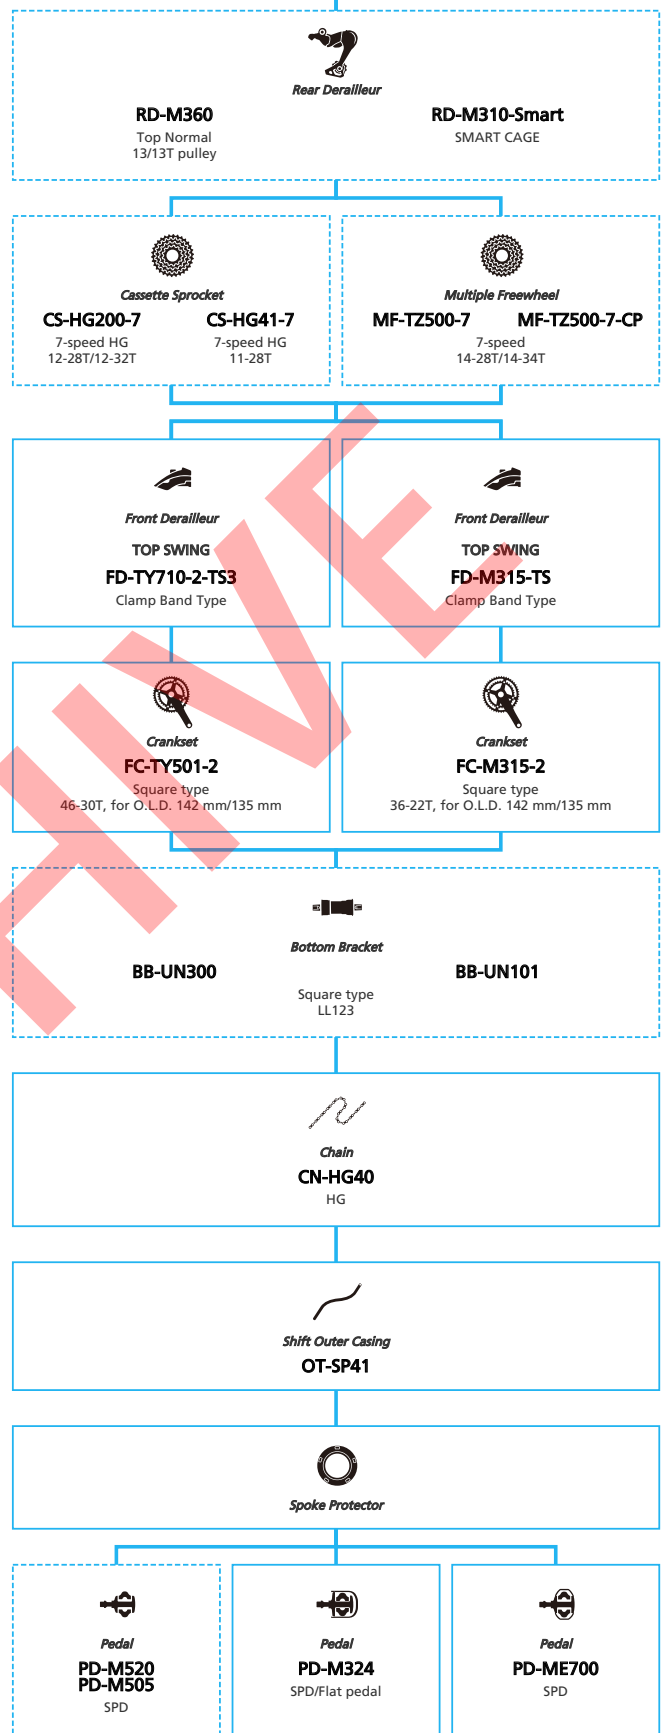 Rear Derailleur
RD-M360
RD-M310-Smart
Top Normal
13/13T pulley
SMART CAGE
Cassette Sprocket
CS-HG200-7
CS-HG41-7
7-speed HG
12-28T/12-32T
7-speed HG
11-28T
Multiple Freewheel
MF-TZ500-7
MF-TZ500-7-CP
7-speed
14-28T/14-34T
Front Derailleur
TOP SWING
FD-TY710-2-TS3
Clamp Band Type
Front Derailleur
TOP SWING
FD-M315-TS
Clamp Band Type
Crankset
FC-TY501-2
Square type
46-30T, for O.L.D. 142 mm/135 mm
Crankset
FC-M315-2
Square type
36-22T, for O.L.D. 142 mm/135 mm
Bottom Bracket
BB-UN300
BB-UN101
Square type
LL123
Chain
CN-HG40
HG
Shift Outer Casing
OT-SP41
Spoke Protector
Pedal
PD-M520
PD-M505
SPD
Pedal
PD-M324
SPD/Flat pedal
Pedal
PD-ME700
SPD
HIVE